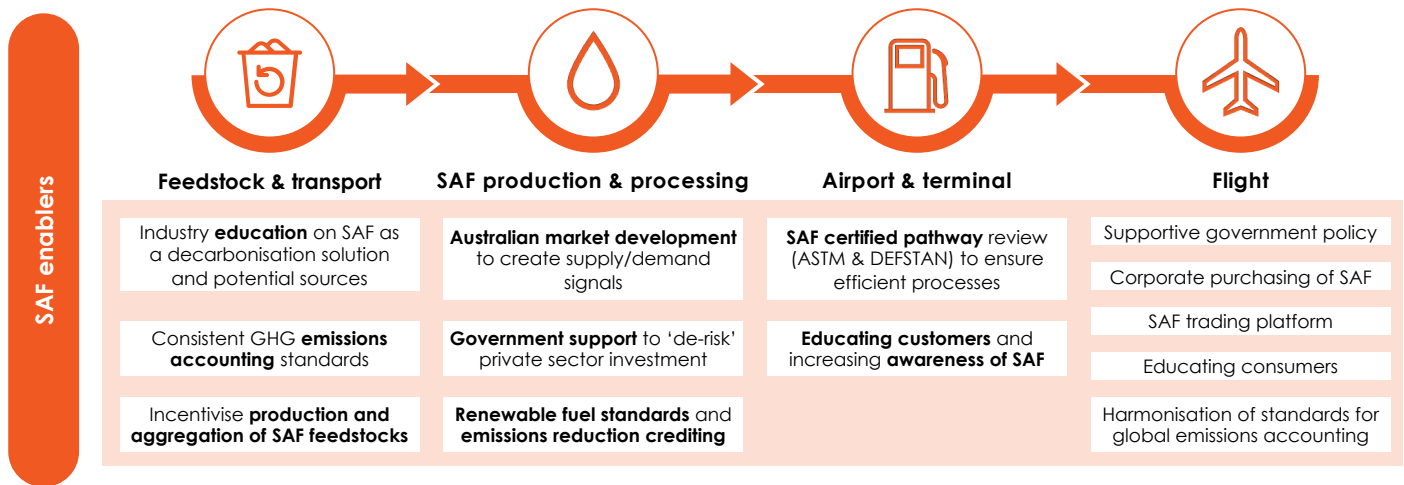 SAF enablers
Feedstock & transport
Industry education on SAF as
a decarbonisation solution
and potential sources
Consistent GHG emissions
accounting standards
Incentivise production and
aggregation of SAF feedstocks
SAF production & processing
Australian market development
to create supply/demand
signals
Government support to ‘de-risk’
private sector investment
Renewable fuel standards and
emissions reduction crediting
Airport & terminal
SAF certified pathway review
(ASTM & DEFSTAN) to ensure
efficient processes
Educating customers and
increasing awareness of SAF
Flight
Supportive government policy
Corporate purchasing of SAF
SAF trading platform
Educating consumers
Harmonisation of standards for
global emissions accounting